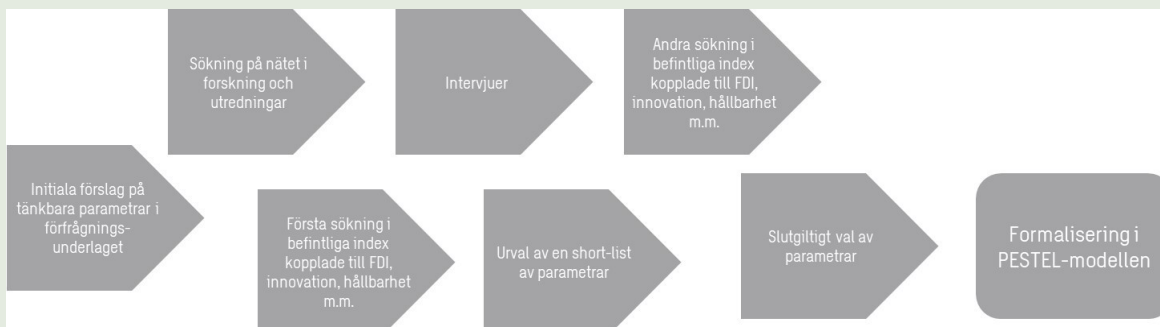 Initiala förslag på
tänkbara parametrar i
förfrågnings-
underlaget
Sökning på nätet i
forskning och
utredningar
Första sökning i
befintliga index
kopplade till FDI,
innovation, hållbarhet
m.m.
Intervjuer
Urval av en short-list
av parametrar
Andra sökning i
befintliga index
kopplade till FDI,
innovation, hållbarhet
m.m.
Slutgiltigt val av
parametrar
Formalisering i
PESTEL-modellen